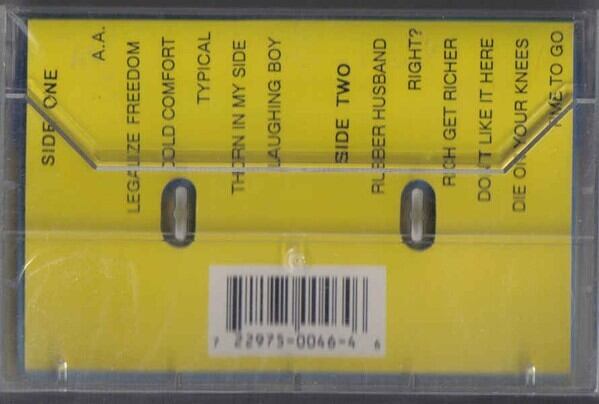 SIDE ONE
A.A.
LEGALIZE FREEDOM
COLD COMFORT
TYPICAL
THORN IN MY SIDE
LAUGHING BOY
SIDE TWO
RUBBER HUSBAND
RIGHT?
RICH GET RICHER
DON'T LIKE IT HERE
DIE ON YOUR KNEES
TIME TO GO
7 22975-0046-4 6